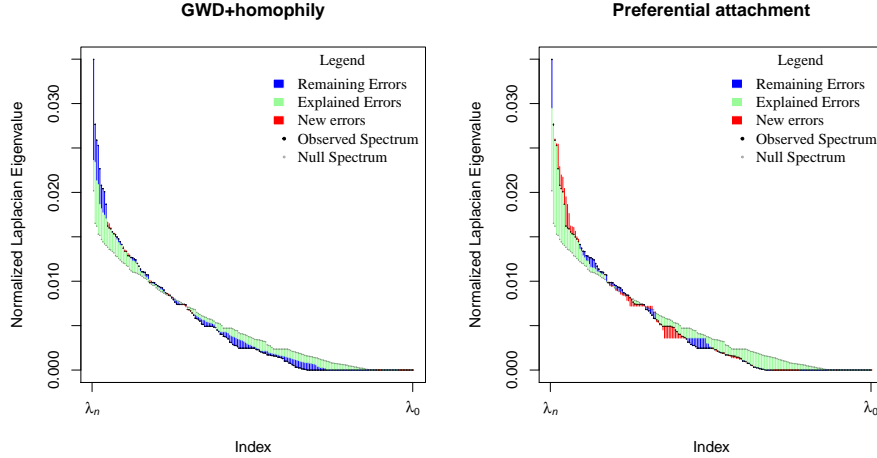 GWD+homophily
Normalized Laplacian Eigenvalue
0.000
0.010
0.020
0.030
Legend
Remaining Errors
Explained Errors
New errors
Observed Spectrum
Null Spectrum
λn
λ0
Index
Preferential attachment
Normalized Laplacian Eigenvalue
0.000
0.010
0.020
0.030
Legend
Remaining Errors
Explained Errors
New errors
Observed Spectrum
Null Spectrum
λn
λ0
Index